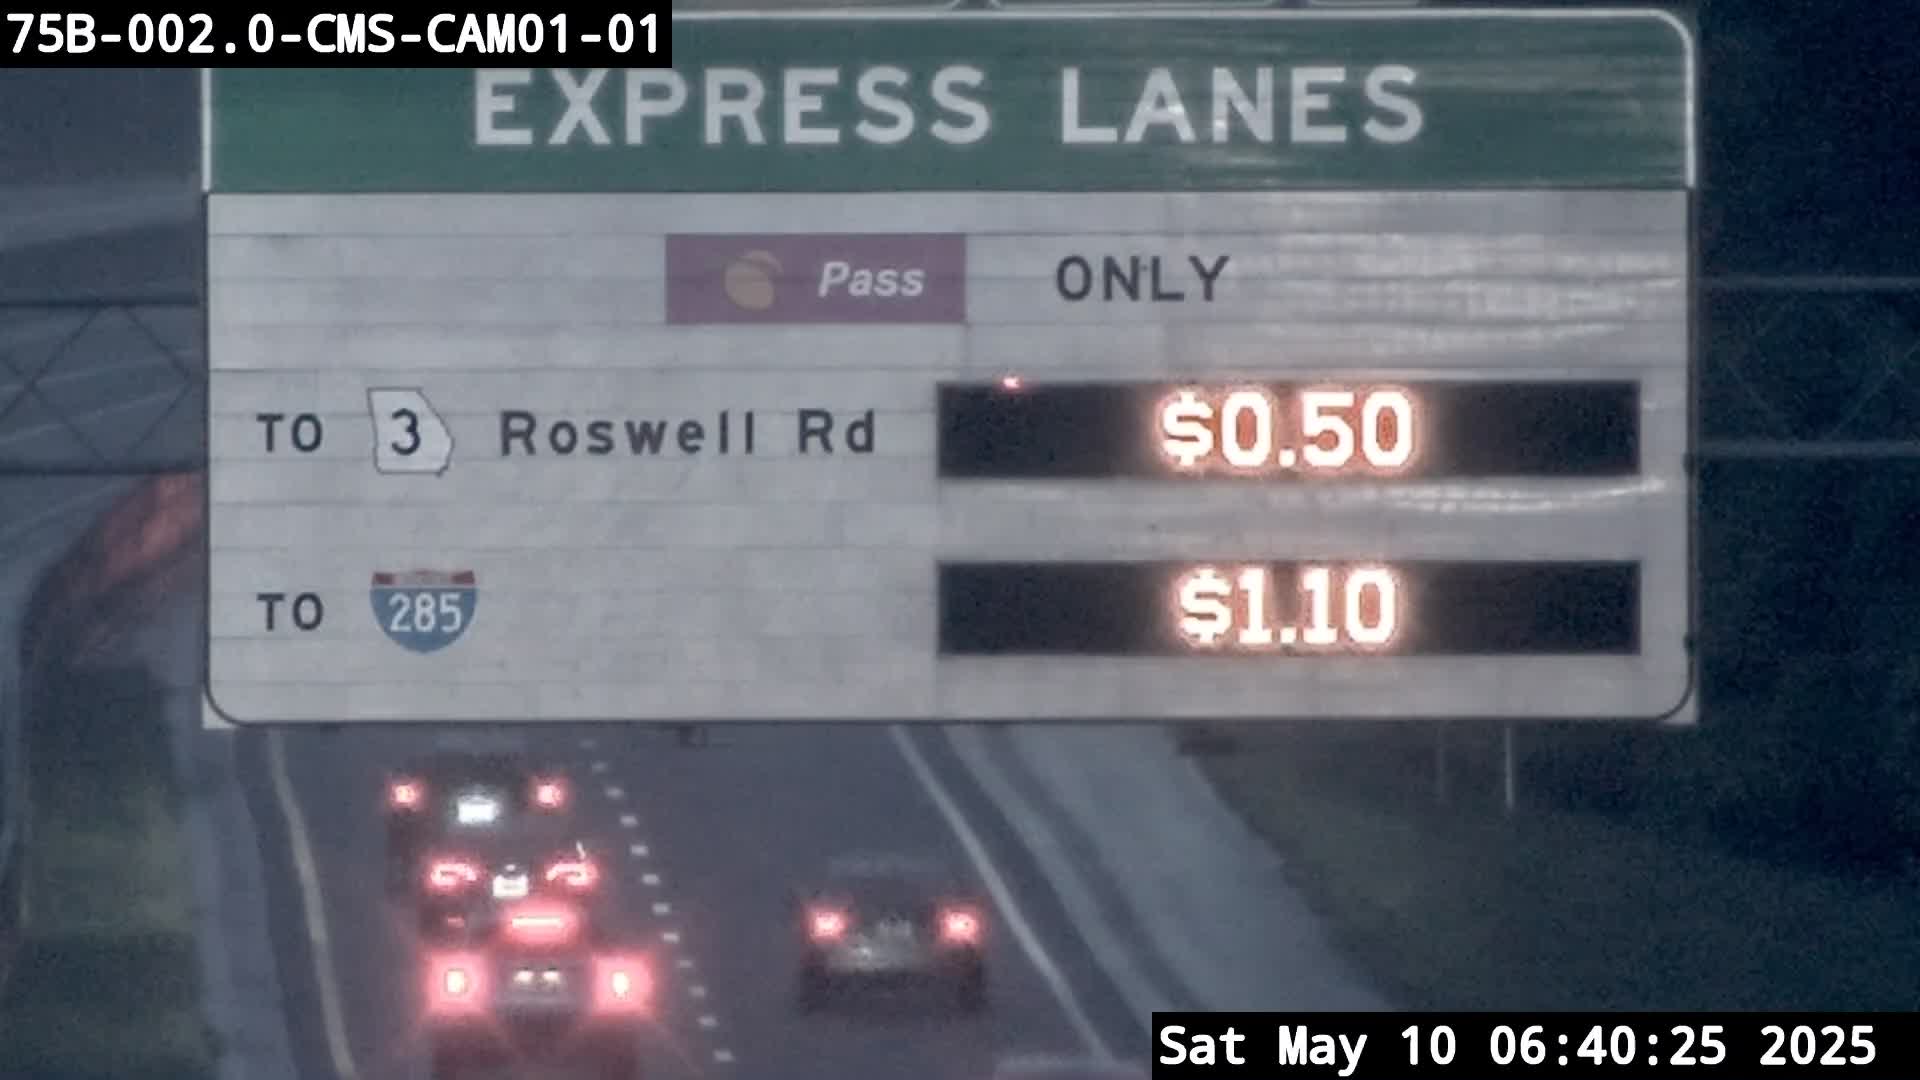 75B-002.0-CMS-CAM01-01
EXPRESS LANES
Pass ONLY
TO 3 Roswell Rd $0.50
TO 285 $1.10
Sat May 10 06:40:25 2025